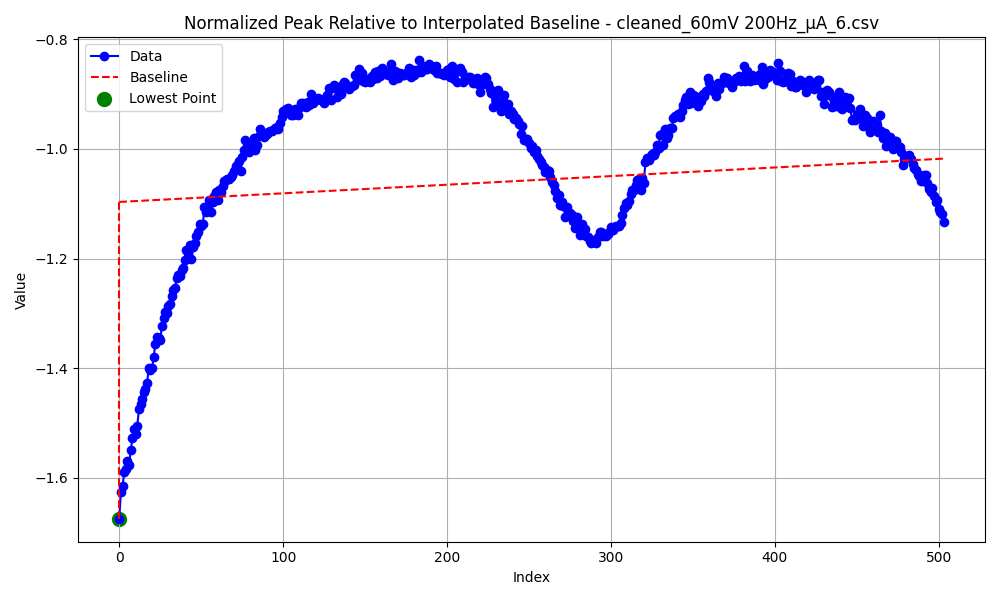 Normalized Peak Relative to Interpolated Baseline - cleaned_60mV 200Hz_μA_6.csv
Data
Baseline
Lowest Point
−0.8
−1.0
−1.2
−1.4
−1.6
Value
0 100 200 300 400 500
Index